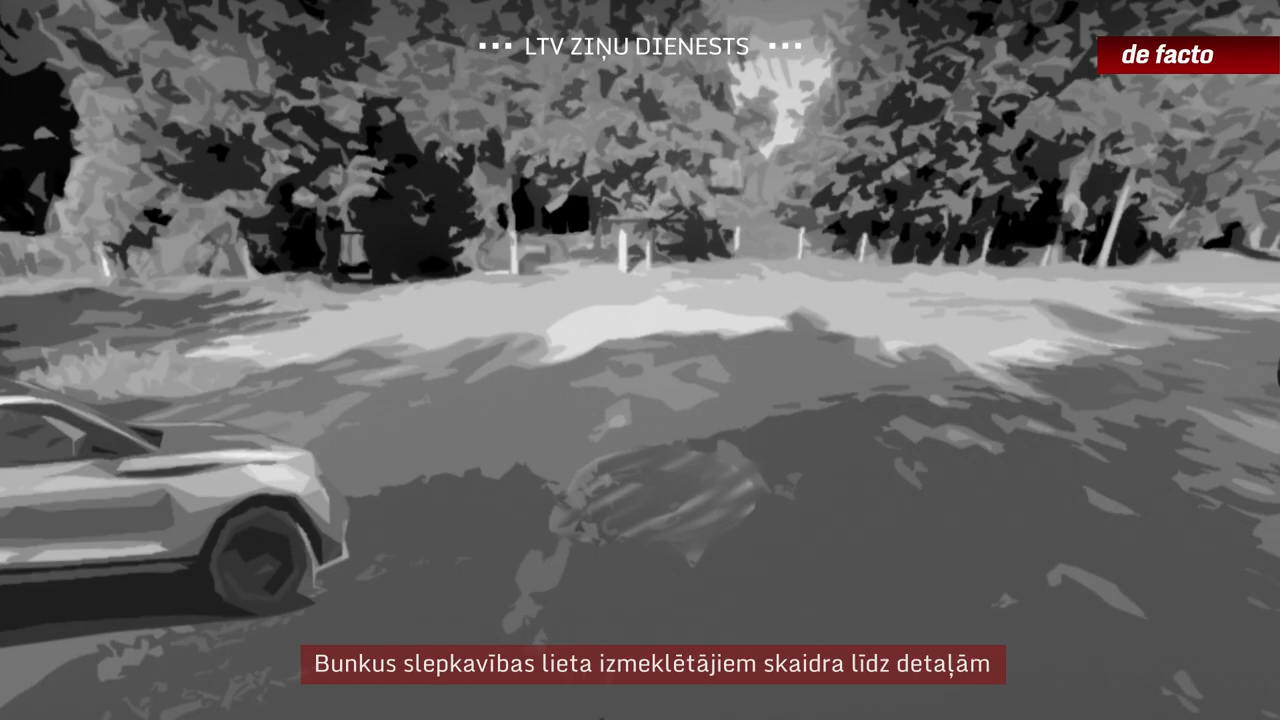 LTV ZIŅU DIENESTS
de facto
Bunkus slepkavības lieta izmeklētājiem skaidra līdz detaļām